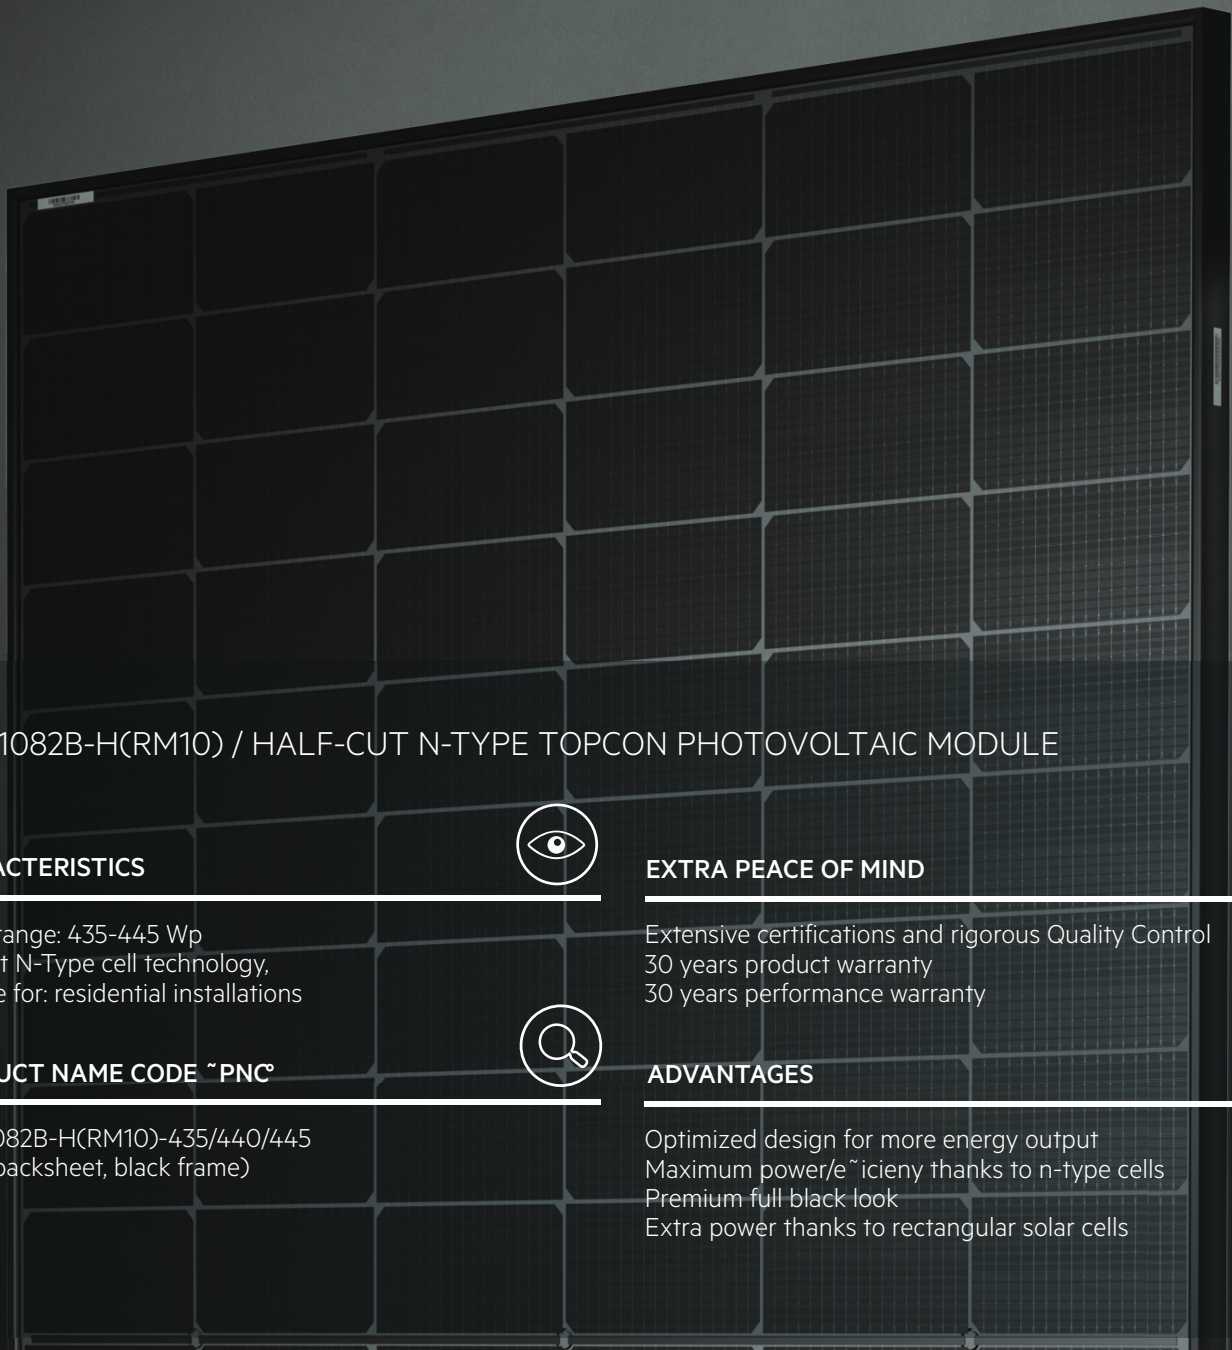 1082B-H(RM10) / HALF-CUT N-TYPE TOPCON PHOTOVOLTAIC MODULE
ACTERISTICS
range: 435-445 Wp
t N-Type cell technology,
e for: residential installations
UCT NAME CODE ˜PNC°
082B-H(RM10)-435/440/445
backsheet, black frame)
EXTRA PEACE OF MIND
Extensive certifications and rigorous Quality Control
30 years product warranty
30 years performance warranty
ADVANTAGES
Optimized design for more energy output
Maximum power/e˜icieny thanks to n-type cells
Premium full black look
Extra power thanks to rectangular solar cells